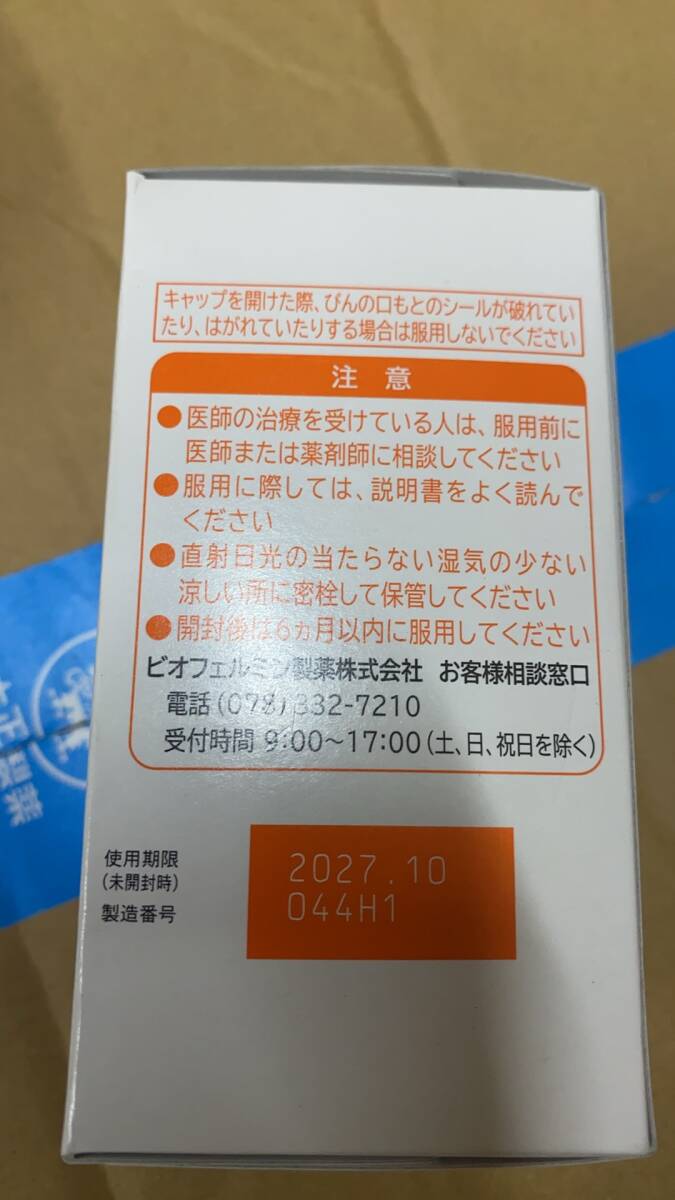 キャップを開けた際、びんの口もとのシールが破れてい
たり、はがれていたりする場合は服用しないでください
注意
●医師の治療を受けている人は、服用前に
医師または薬剤師に相談してください
●服用に際しては、説明書をよく読んで
ください
●直射日光の当たらない湿気の少ない
涼しい所に密栓して保管してください
●開封後は6ヵ月以内に服用してください
ビオフェルミン製薬株式会社 お客様相談窓口
電話(078)332-7210
受付時間 9:00～17:00(土、日、祝日を除く)
使用期限
(未開封時)
2027.10
製造番号
044H1
大正製薬